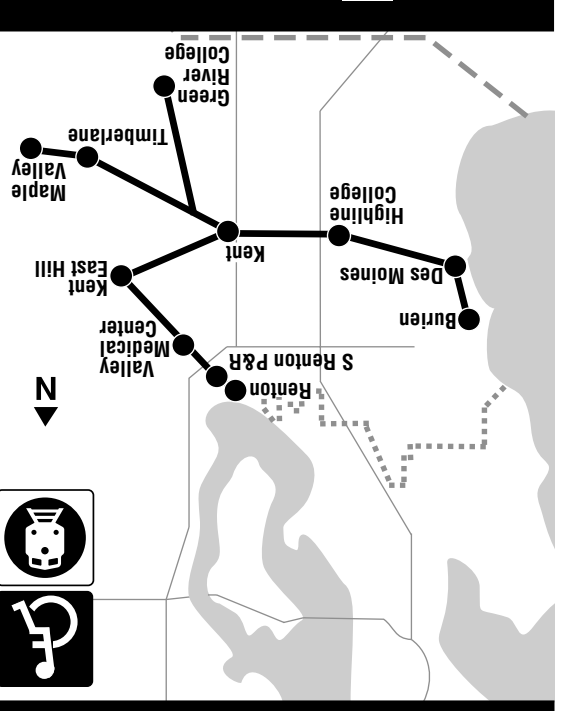 N
Renton
S Renton P&R
Valley
Medical
Center
Burien
Kent
East Hill
Des Moines
Kent
Highline
College
Maple
Valley
Timberlane
Green
River
College